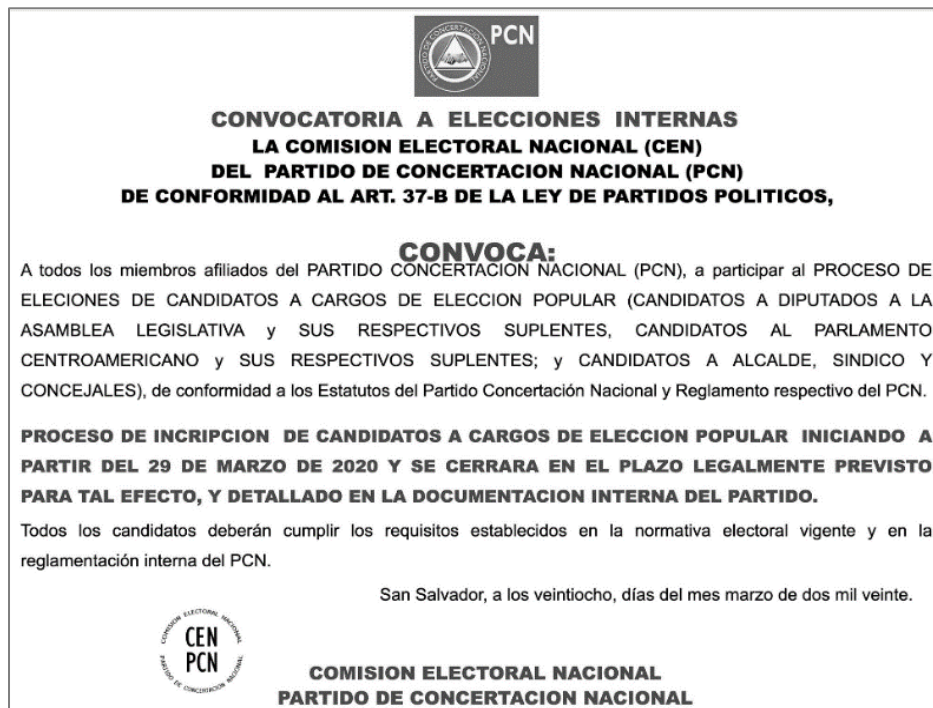 PCN
PARTIDO DE CONCERTACION NACIONAL
CONVOCATORIA A ELECCIONES INTERNAS
LA COMISION ELECTORAL NACIONAL (CEN)
DEL PARTIDO DE CONCERTACION NACIONAL (PCN)
DE CONFORMIDAD AL ART. 37-B DE LA LEY DE PARTIDOS POLITICOS,
CONVOCA:
A todos los miembros afiliados del PARTIDO CONCERTACION NACIONAL (PCN), a participar al PROCESO DE
ELECIONES DE CANDIDATOS A CARGOS DE ELECCION POPULAR (CANDIDATOS A DIPUTADOS A LA
ASAMBLEA LEGISLATIVA y SUS RESPECTIVOS SUPLENTES, CANDIDATOS AL PARLAMENTO
CENTROAMERICANO y SUS RESPECTIVOS SUPLENTES; y CANDIDATOS A ALCALDE, SINDICO Y
CONCEJALES), de conformidad a los Estatutos del Partido Concertación Nacional y Reglamento respectivo del PCN.
PROCESO DE INCRIPCION DE CANDIDATOS A CARGOS DE ELECCION POPULAR INICIANDO A
PARTIR DEL 29 DE MARZO DE 2020 Y SE CERRARA EN EL PLAZO LEGALMENTE PREVISTO
PARA TAL EFECTO, Y DETALLADO EN LA DOCUMENTACION INTERNA DEL PARTIDO.
Todos los candidatos deberán cumplir los requisitos establecidos en la normativa electoral vigente y en la
reglamentación interna del PCN.
San Salvador, a los veintiocho, días del mes marzo de dos mil veinte.
COMISION ELECTORAL NACIONAL
CEN
PCN
PARTIDO DE CONCERTACION NACIONAL
COMISION ELECTORAL NACIONAL
PARTIDO DE CONCERTACION NACIONAL